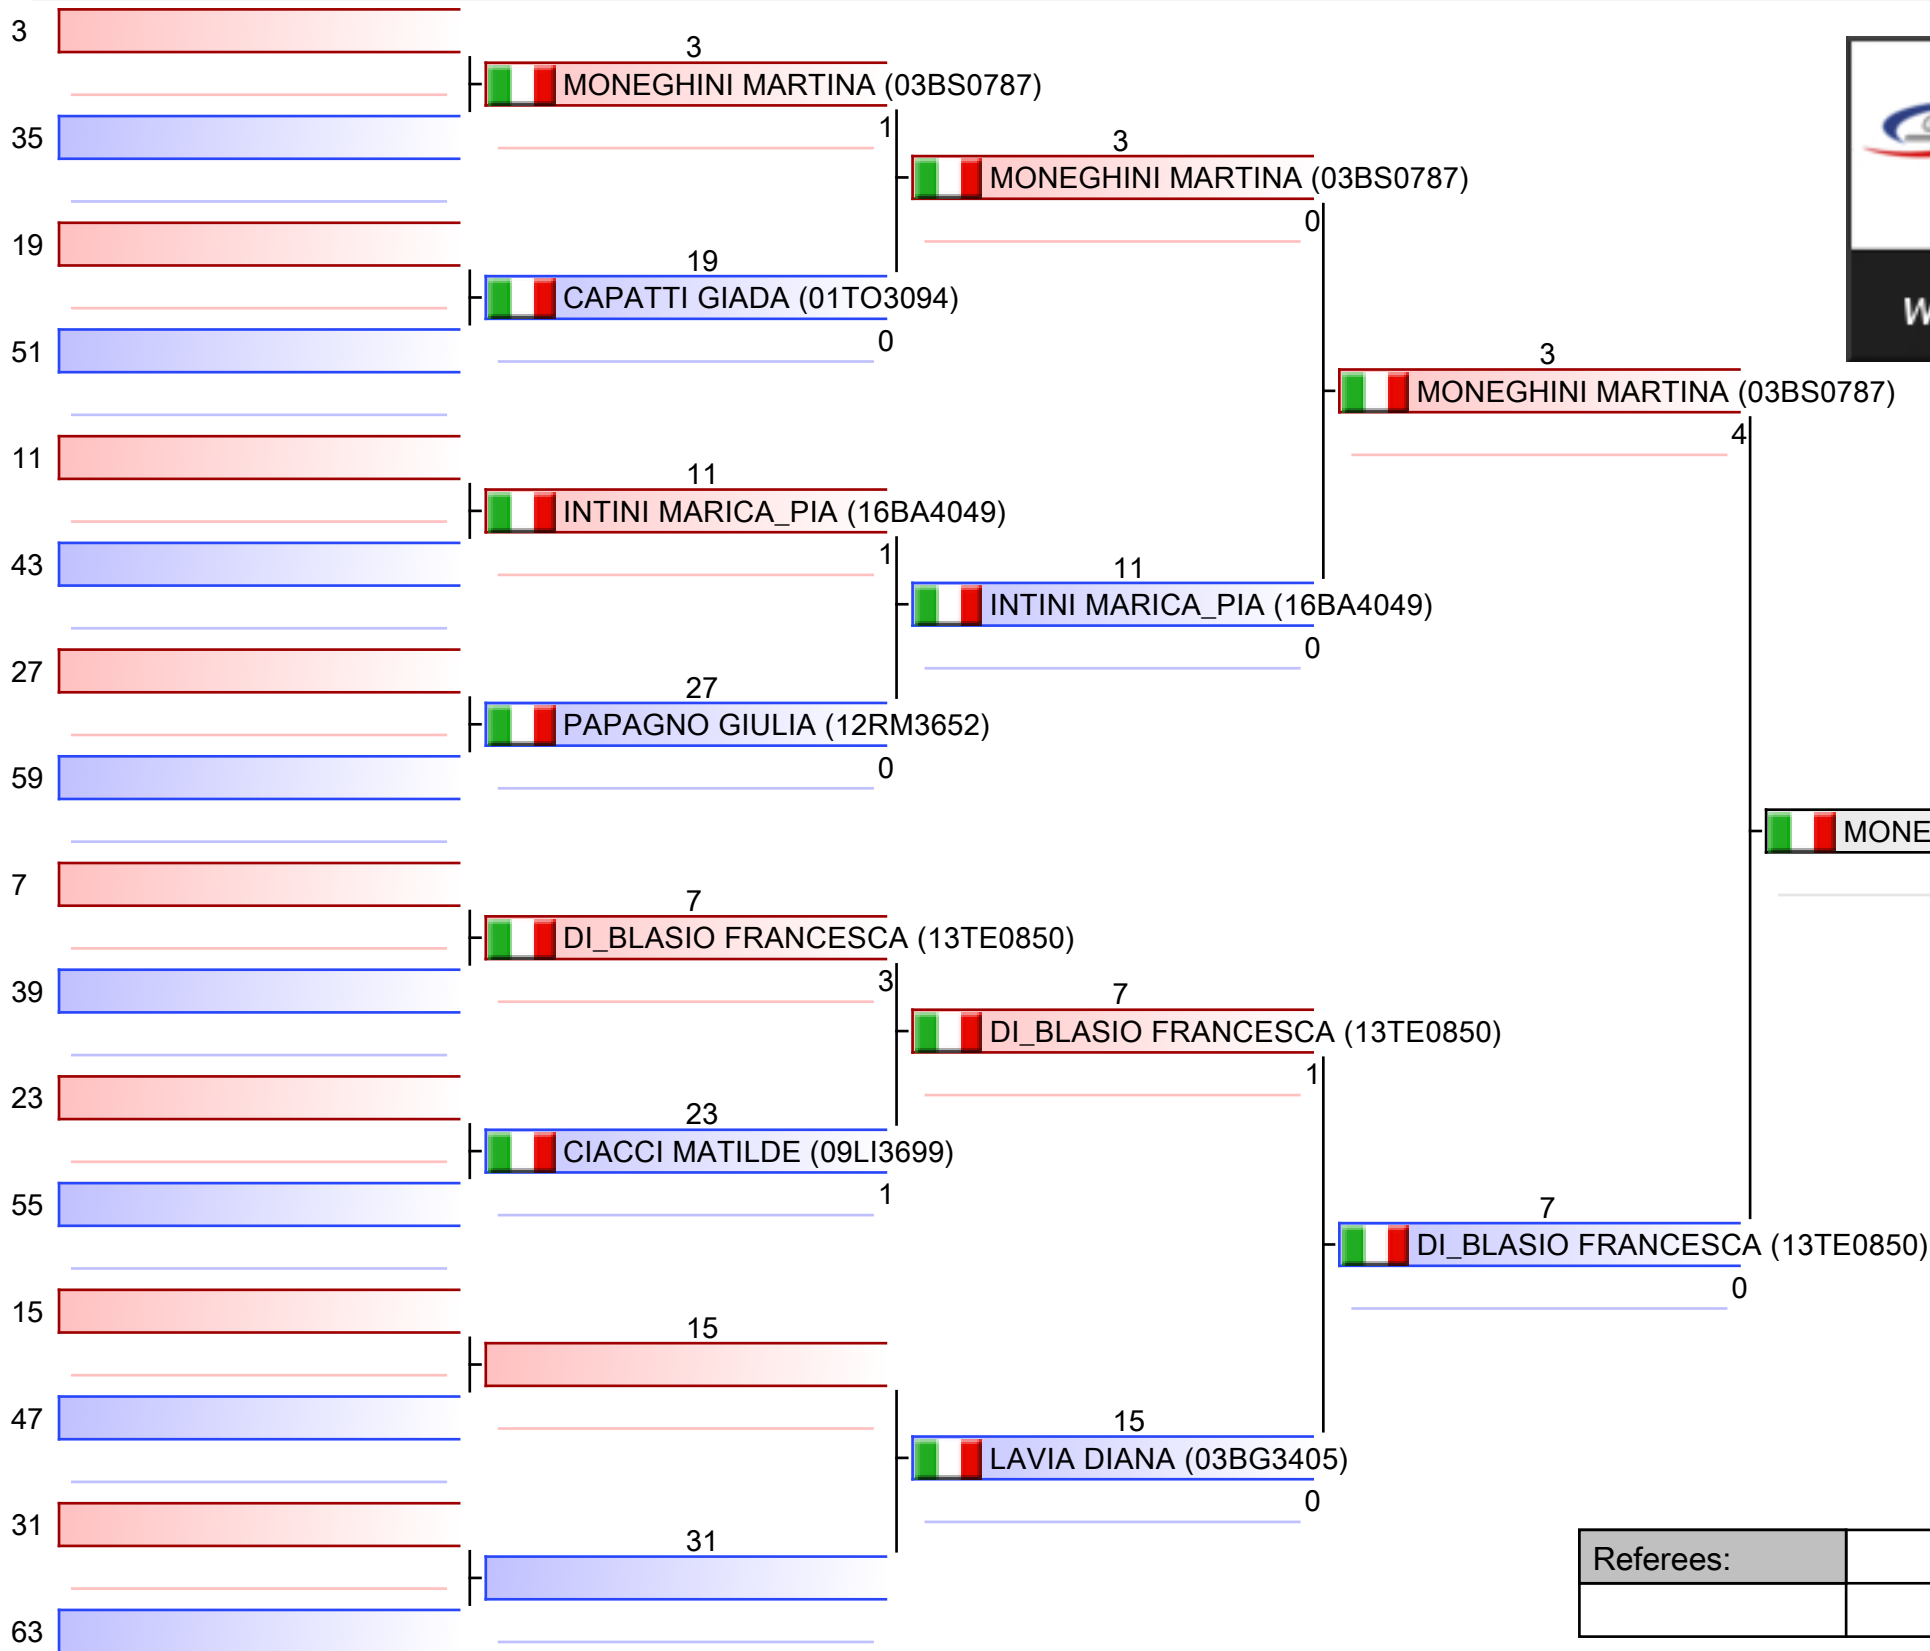 3
35
19
51
11
43
27
59
7
39
23
55
15
47
31
63
3
MONEGHINI MARTINA (03BS0787)
1
19
CAPATTI GIADA (01TO3094)
0
11
INTINI MARICA_PIA (16BA4049)
1
27
PAPAGNO GIULIA (12RM3652)
0
7
DI_BLASIO FRANCESCA (13TE0850)
3
23
CIACCI MATILDE (09LI3699)
1
15
31
3
MONEGHINI MARTINA (03BS0787)
0
11
INTINI MARICA_PIA (16BA4049)
0
7
DI_BLASIO FRANCESCA (13TE0850)
1
15
LAVIA DIANA (03BG3405)
0
3
MONEGHINI MARTINA (03BS0787)
4
7
DI_BLASIO FRANCESCA (13TE0850)
0
MONE
W
Referees: